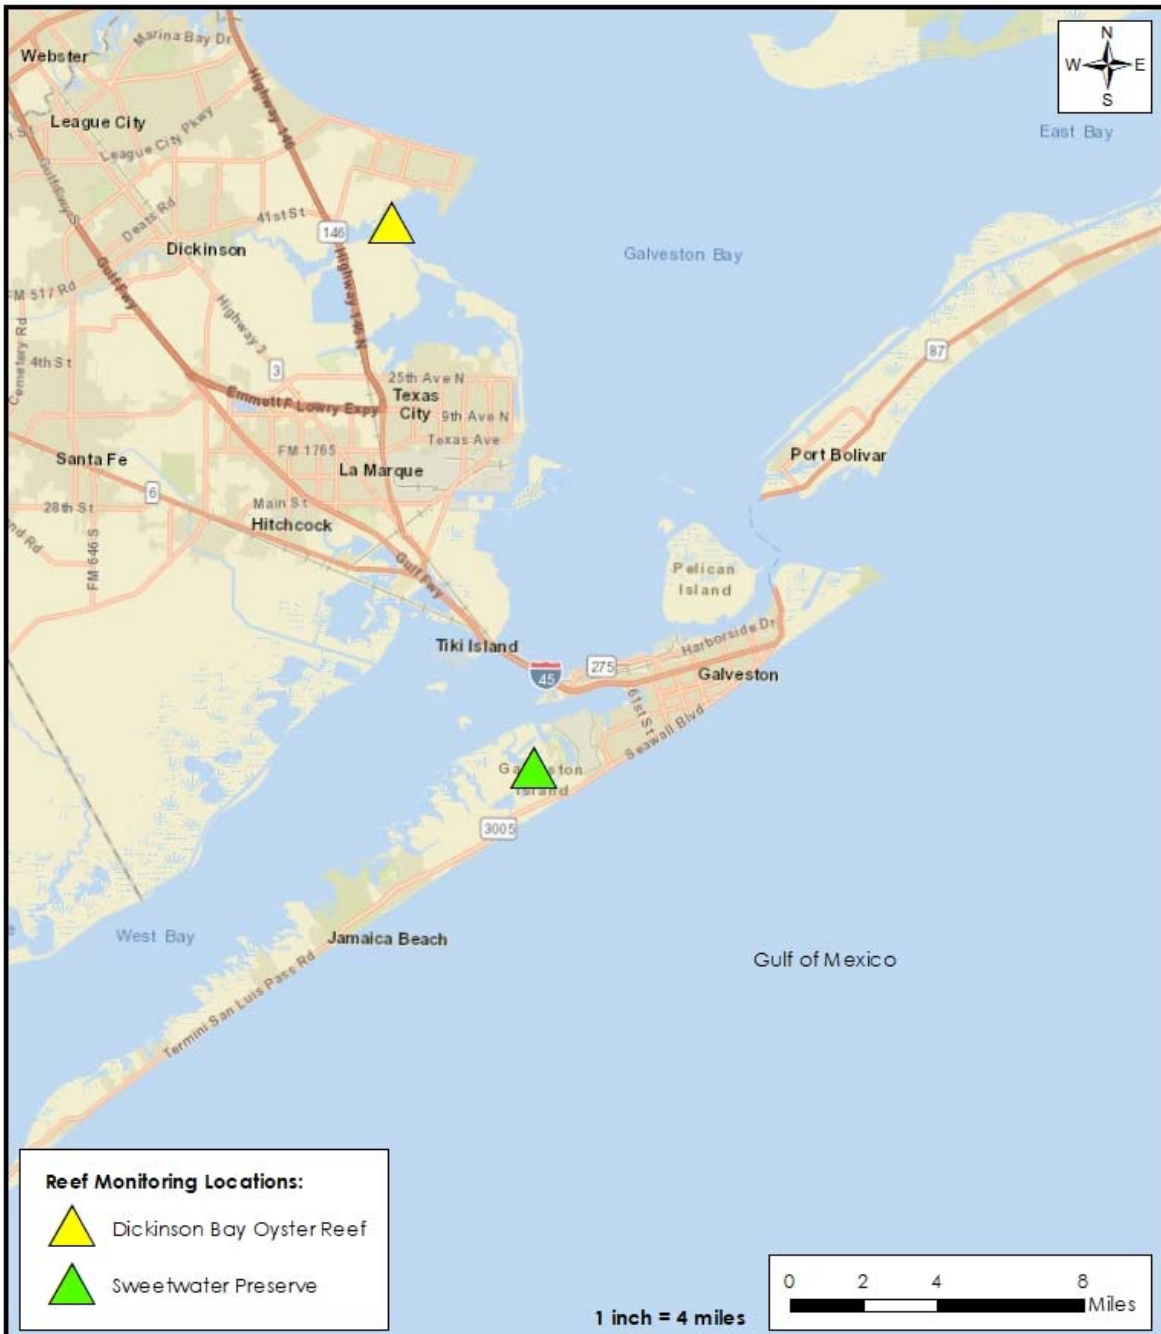 N
W E
S
Marina Bay Dr
Webster
Highway 146
League City
League City Pkwy
East Bay
Gulf Fwy S
Deats Rd
41st St
146
Dickinson
Galveston Bay
Gulf Fwy
FM 517 Rd
Highway 146 N
Highway 3
Cemetery Rd
4th St
3
87
25th Ave N
Texas
City
Emmett F Lowry Expy
9th Ave N
Texas Ave
FM 1765
Santa Fe
La Marque
Port Bolivar
6
Main St
28th St
Hitchcock
FM 646 S
Gulf Fwy
Pelican
Island
Tiki Island
Harborside Dr
275
45
Galveston
61st St
Seawall Blvd
Island
3005
West Bay
Jamaica Beach
Gulf of Mexico
Termini San Luis Pass Rd
Reef Monitoring Locations:
Dickinson Bay Oyster Reef
Sweetwater Preserve
1 inch = 4 miles
0 2 4 8
Miles